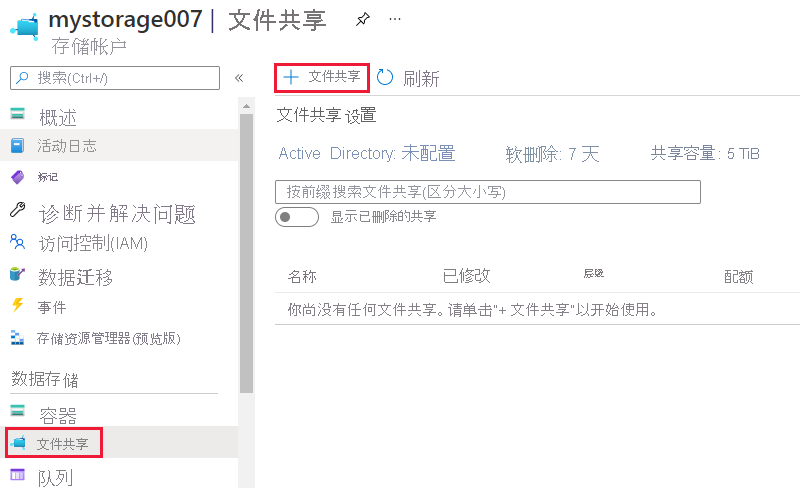 mystorage007 | 文件共享 ...
存储帐户
搜索(Ctrl+/) «
概述
活动日志
标记
诊断并解决问题
访问控制(IAM)
数据迁移
事件
存储资源管理器(预览版)
数据存储
容器
文件共享
队列
+ 文件共享 刷新
文件共享 设置
Active Directory: 未配置 软删除: 7 天 共享容量: 5 TiB
按前缀搜索文件共享(区分大小写)
显示已删除的共享
名称 已修改 层级 配额
你尚没有任何文件共享。请单击"+ 文件共享"以开始使用。